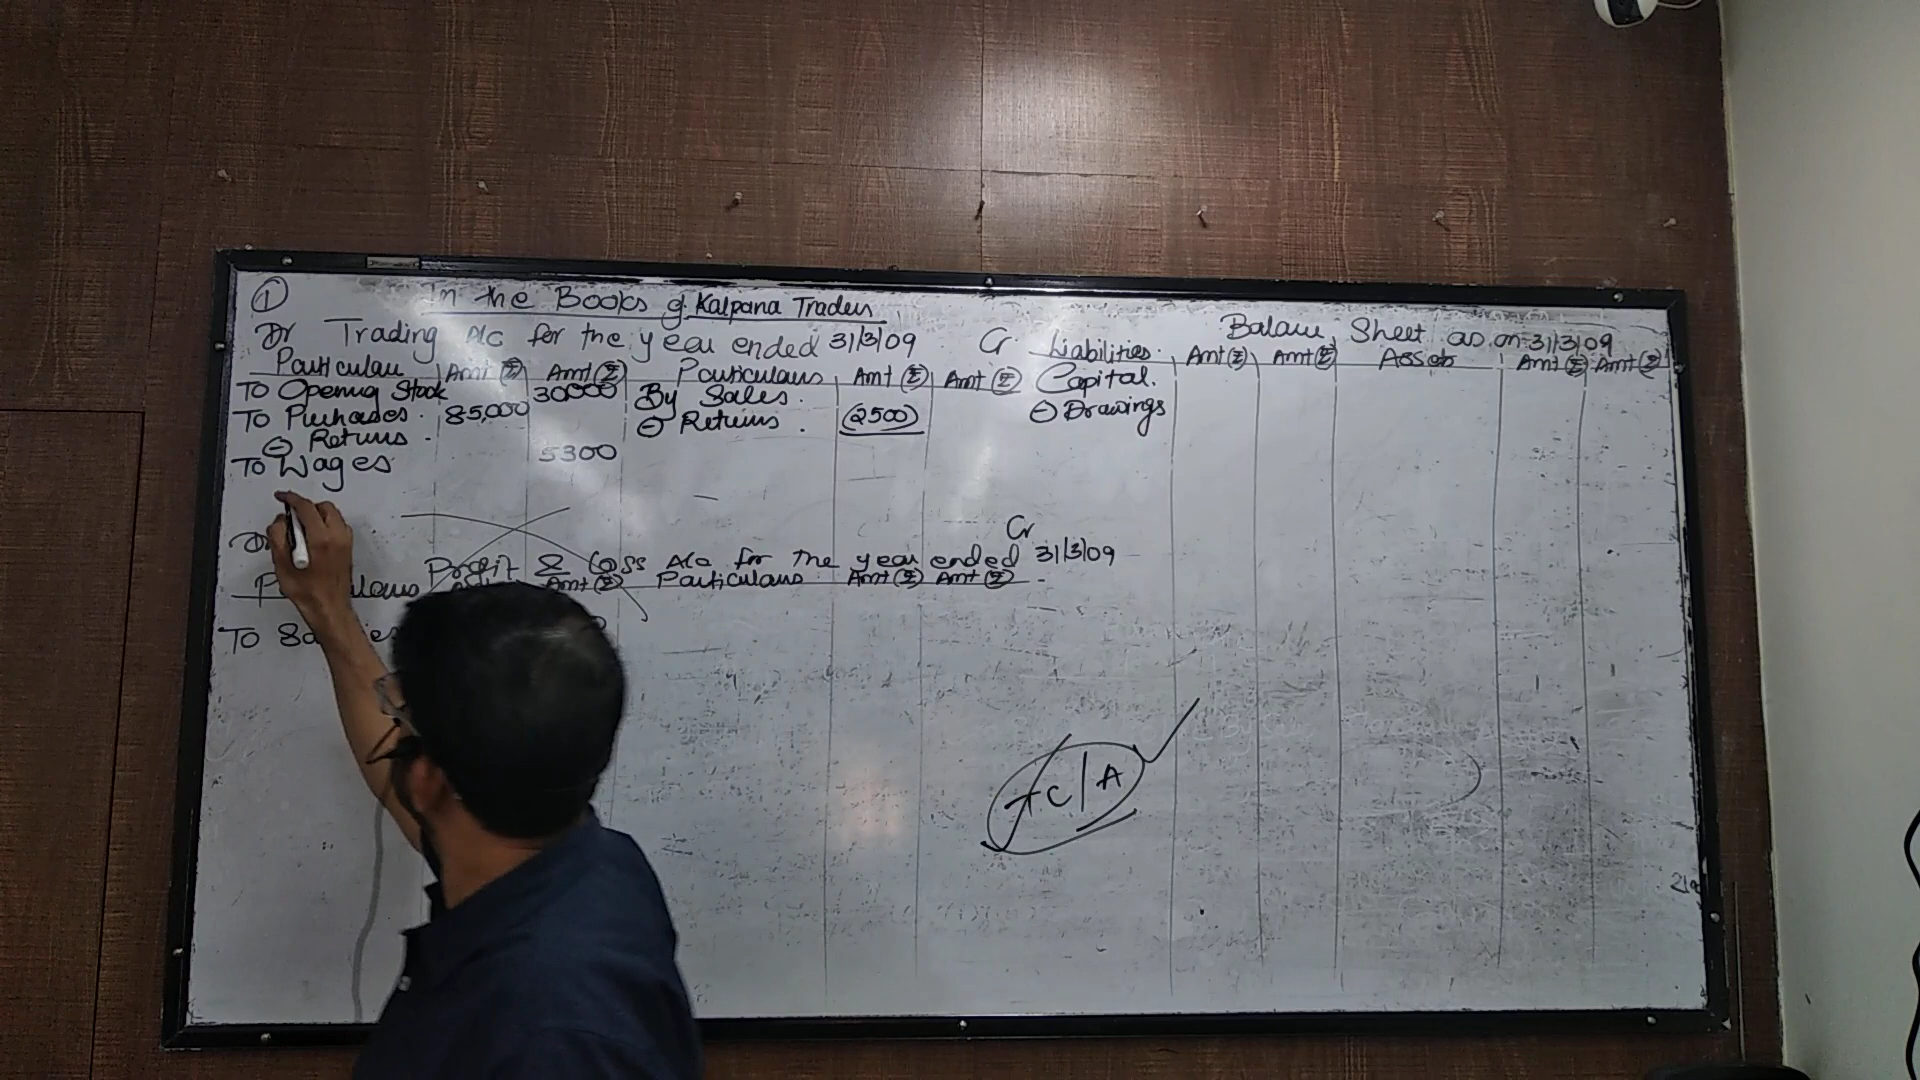 1
In the Books of Kalpana Traders
Dr Trading A/c for the year ended 31/3/09 Cr
Particulars Amt (₹) Amt (₹) Particulars Amt (₹) Amt (₹)
To Opening Stock 30000 By Sales.
To Purchases. 85,000 ⊖ Returns. (2500)
⊖ Returns.
To Wages 5300
Dr Cr
Profit & Loss A/c for the year ended 31/3/09
Amt (₹) Particulars Amt (₹) Amt (₹)
To
Balance Sheet as on 31/3/09
Liabilities. Amt (₹) Amt (₹) Assets Amt (₹) Amt (₹)
Capital.
⊖ Drawings